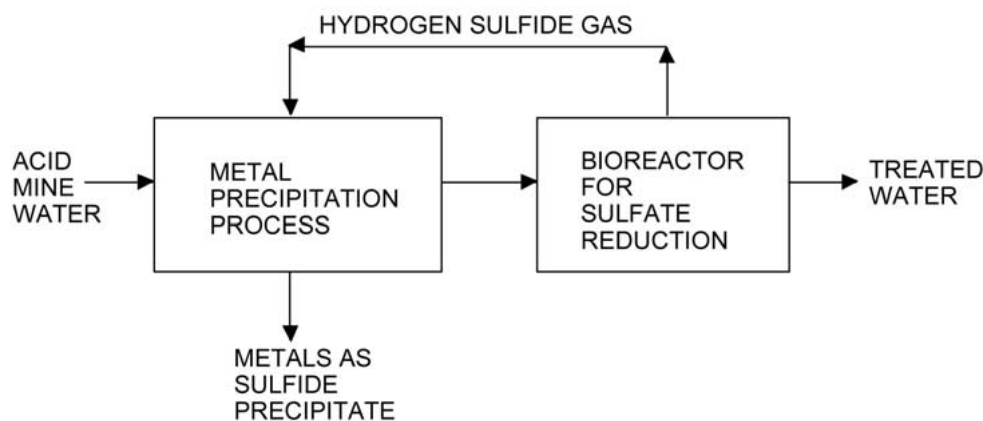 HYDROGEN SULFIDE GAS
ACID
MINE
WATER
METAL
PRECIPITATION
PROCESS
BIOREACTOR
FOR
SULFATE
REDUCTION
TREATED
WATER
METALS AS
SULFIDE
PRECIPITATE